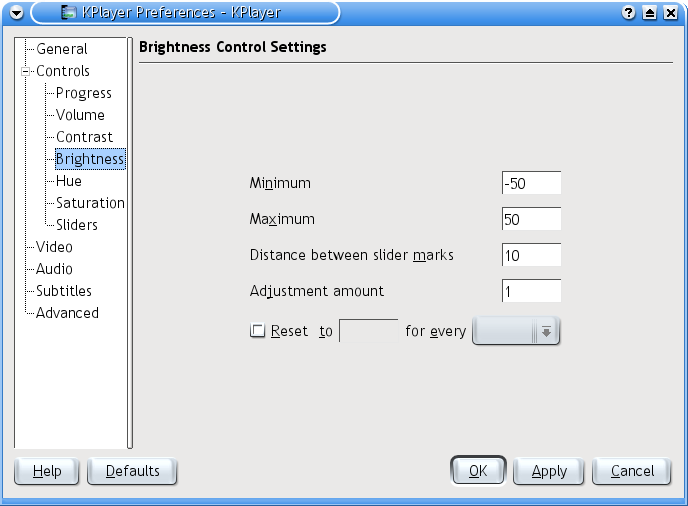 KPlayer Preferences - KPlayer
General
Controls
Progress
Volume
Contrast
Brightness
Hue
Saturation
Sliders
Video
Audio
Subtitles
Advanced
Brightness Control Settings
Minimum -50
Maximum 50
Distance between slider marks 10
Adjustment amount 1
Reset to for every
Help Defaults OK Apply Cancel